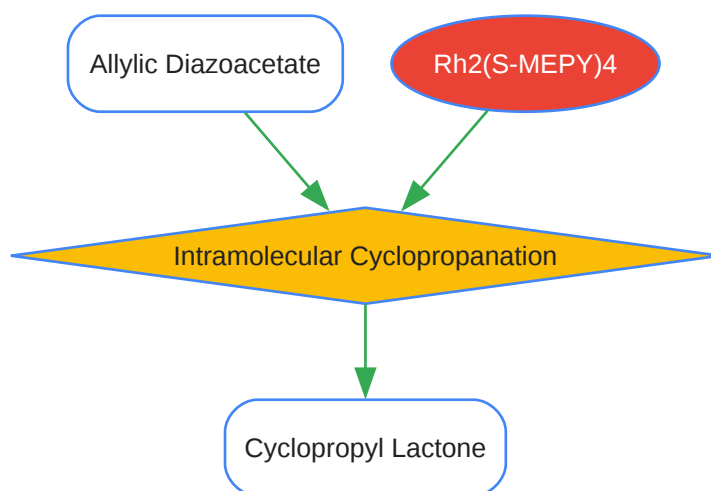 Allylic Diazoacetate
Rh2(S-MEPY)4
Intramolecular Cyclopropanation
Cyclopropyl Lactone